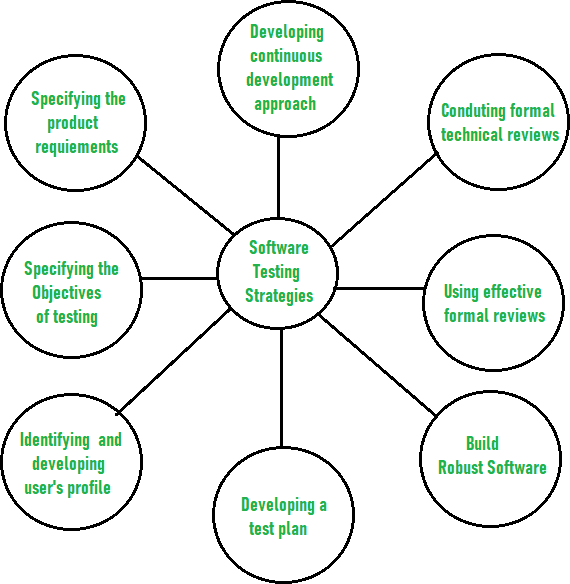 Developing
continuous
development
approach
Specifying the
product
requiements
Conduting formal
technical reviews
Software
Testing
Strategies
Specifying the
Objectives
of testing
Using effective
formal reviews
Identifying and
developing
user's profile
Build
Robust Software
Developing a
test plan